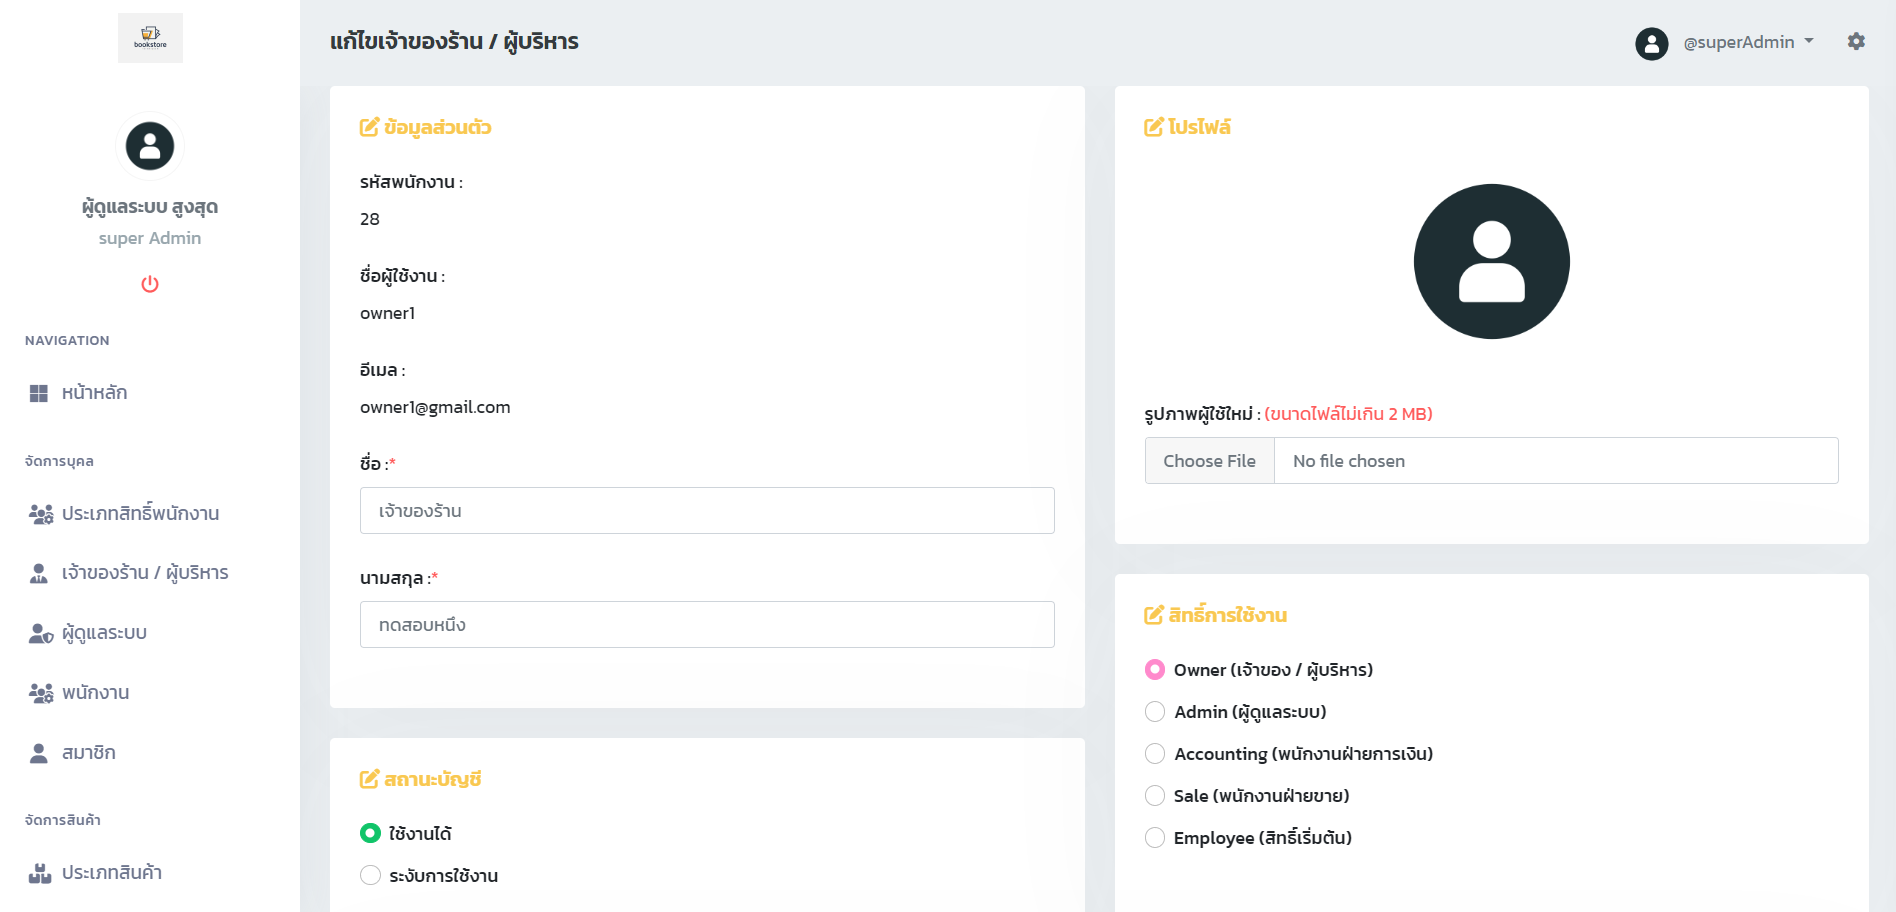 bookstore
ผู้ดูแลระบบ สูงสุด
super Admin
NAVIGATION
หน้าหลัก
จัดการบุคล
ประเภทสิทธิ์พนักงาน
เจ้าของร้าน / ผู้บริหาร
ผู้ดูแลระบบ
พนักงาน
สมาชิก
จัดการสินค้า
ประเภทสินค้า
แก้ไขเจ้าของร้าน / ผู้บริหาร
@superAdmin
ข้อมูลส่วนตัว
รหัสพนักงาน :
28
ชื่อผู้ใช้งาน :
owner1
อีเมล :
owner1@gmail.com
ชื่อ :*
เจ้าของร้าน
นามสกุล :*
ทดสอบหนึ่ง
สถานะบัญชี
ใช้งานได้
ระงับการใช้งาน
โปรไฟล์
รูปภาพผู้ใช้ใหม่ : (ขนาดไฟล์ไม่เกิน 2 MB)
Choose File No file chosen
สิทธิ์การใช้งาน
Owner (เจ้าของ / ผู้บริหาร)
Admin (ผู้ดูแลระบบ)
Accounting (พนักงานฝ่ายการเงิน)
Sale (พนักงานฝ่ายขาย)
Employee (สิทธิ์เริ่มต้น)